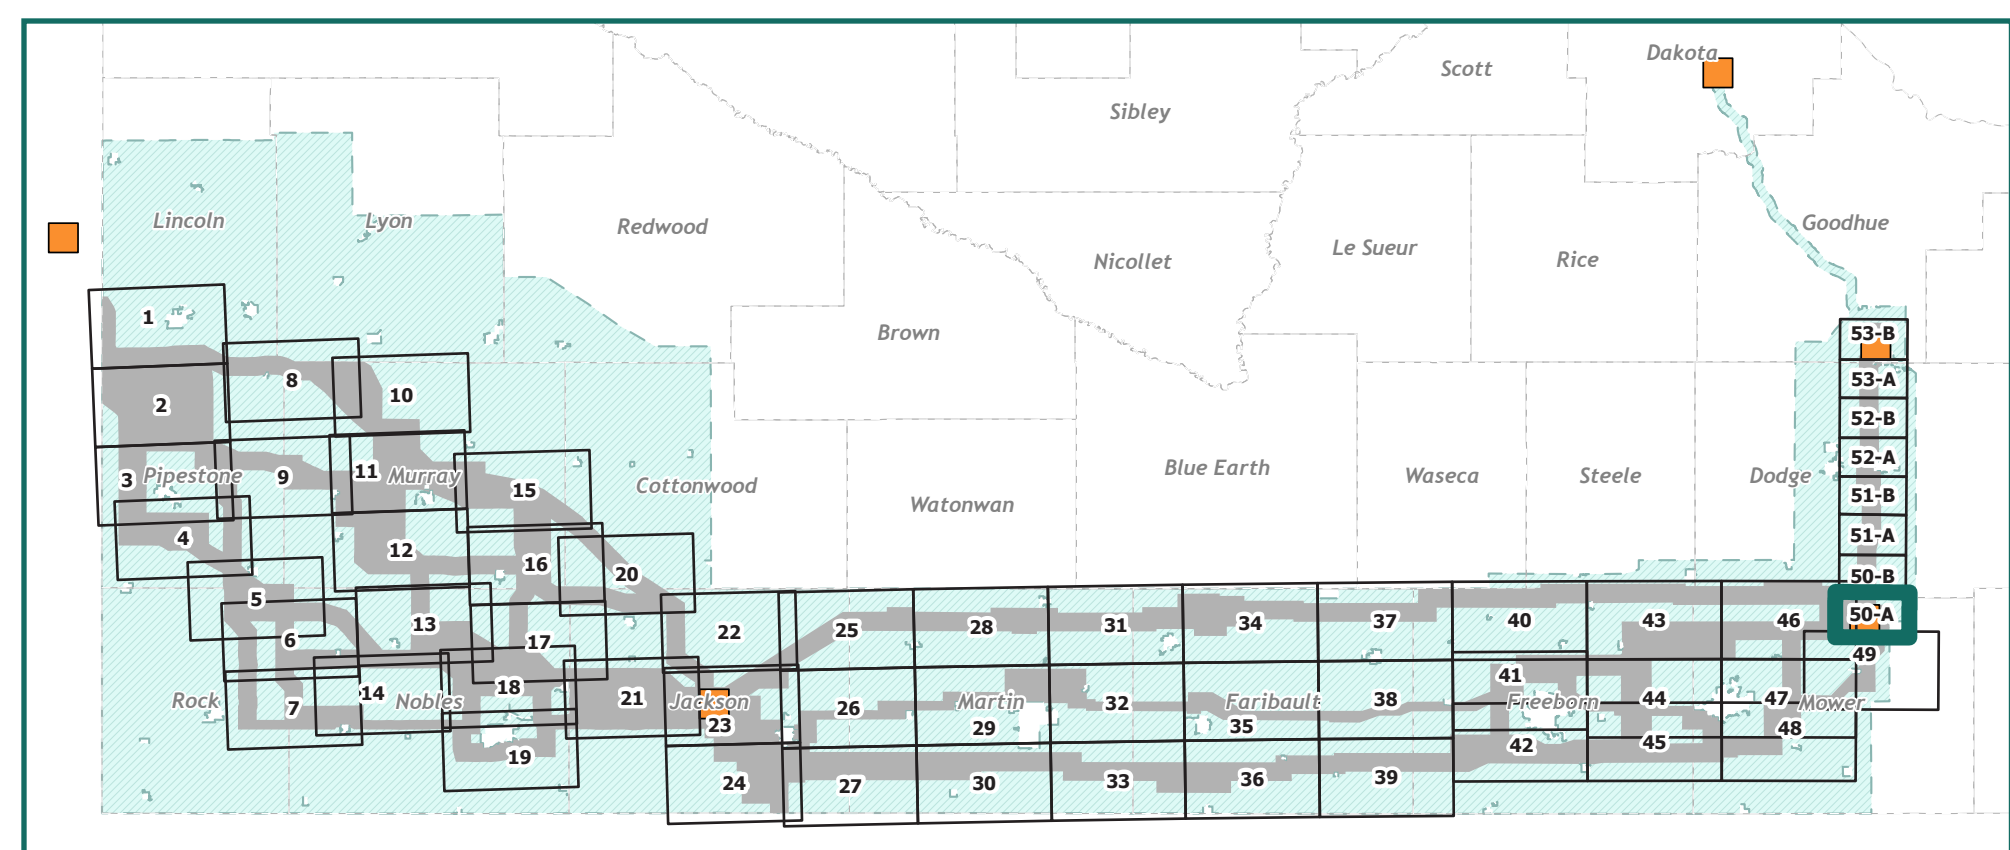 Dakota
Scott
Sibley
Lincoln
Lyon
Redwood
Goodhue
Le Sueur
Rice
Nicollet
1
Brown
53-B
8
10
53-A
2
52-B
52-A
Blue Earth
11
Pipestone
9
Murray
3
15
Cottonwood
Waseca
Steele
Dodge
51-B
Watonwan
4
51-A
12
16
20
50-B
5
50-A
6
13
17
22
25
28
31
34
37
40
43
46
49
7
14
18
21
41
Rock
Nobles
Jackson
23
26
Martin
29
32
Faribault
35
38
Freeborn
44
47
Mower
48
19
42
45
24
27
30
33
36
39